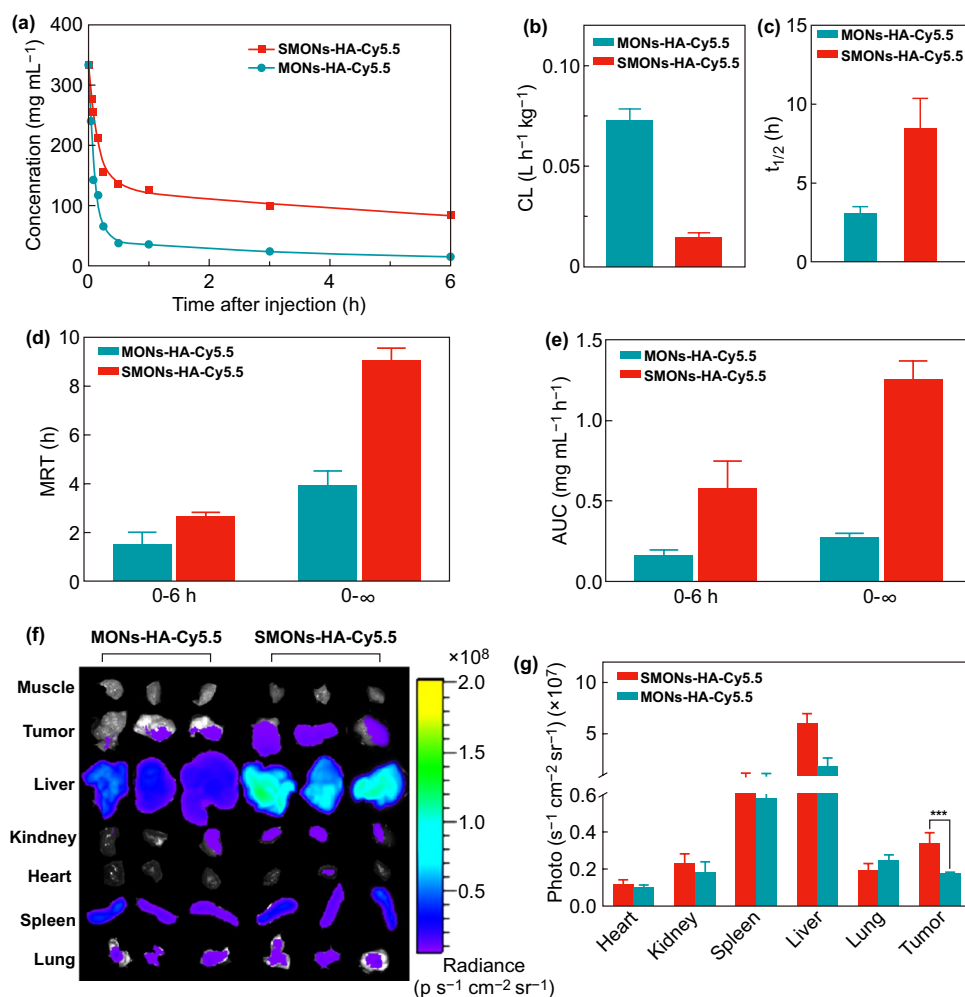 (a)
Concenration (mg mL⁻¹)
400
300
200
100
0
SMONs-HA-Cy5.5
MONs-HA-Cy5.5
0
2
4
6
Time after injection (h)
(b)
CL (L h⁻¹ kg⁻¹)
0.10
0.05
0
MONs-HA-Cy5.5
SMONs-HA-Cy5.5
(c)
t1/2 (h)
15
10
5
0
MONs-HA-Cy5.5
SMONs-HA-Cy5.5
(d)
MRT (h)
10
8
6
4
2
0
MONs-HA-Cy5.5
SMONs-HA-Cy5.5
0-6 h
0-∞
(e)
AUC (mg mL⁻¹ h⁻¹)
1.5
1.0
0.5
0.0
MONs-HA-Cy5.5
SMONs-HA-Cy5.5
0-6 h
0-∞
(f)
MONs-HA-Cy5.5
SMONs-HA-Cy5.5
Muscle
Tumor
Liver
Kindney
Heart
Spleen
Lung
×10⁸
2.0
1.5
1.0
0.5
Radiance
(p s⁻¹ cm⁻² sr⁻¹)
(g)
Photo (s⁻¹ cm⁻² sr⁻¹) (×10⁷)
5
0.6
0.4
0.2
0
SMONs-HA-Cy5.5
MONs-HA-Cy5.5
***
Heart
Kidney
Spleen
Liver
Lung
Tumor